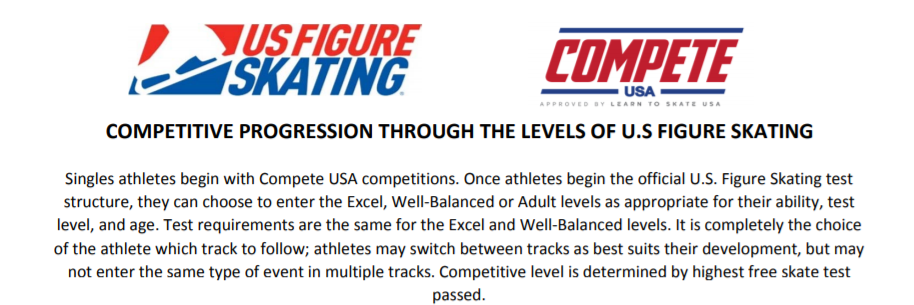 US FIGURE
SKATING
COMPETE
USA
APPROVED BY LEARN TO SKATE USA
COMPETITIVE PROGRESSION THROUGH THE LEVELS OF U.S FIGURE SKATING
Singles athletes begin with Compete USA competitions. Once athletes begin the official U.S. Figure Skating test
structure, they can choose to enter the Excel, Well-Balanced or Adult levels as appropriate for their ability, test
level, and age. Test requirements are the same for the Excel and Well-Balanced levels. It is completely the choice
of the athlete which track to follow; athletes may switch between tracks as best suits their development, but may
not enter the same type of event in multiple tracks. Competitive level is determined by highest free skate test
passed.